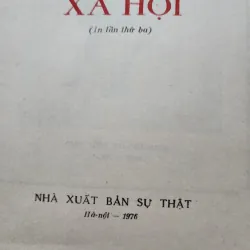 XÃ HỘI
(In lần thứ ba)
NHÀ XUẤT BẢN SỰ THẬT
Hà-nội — 1976